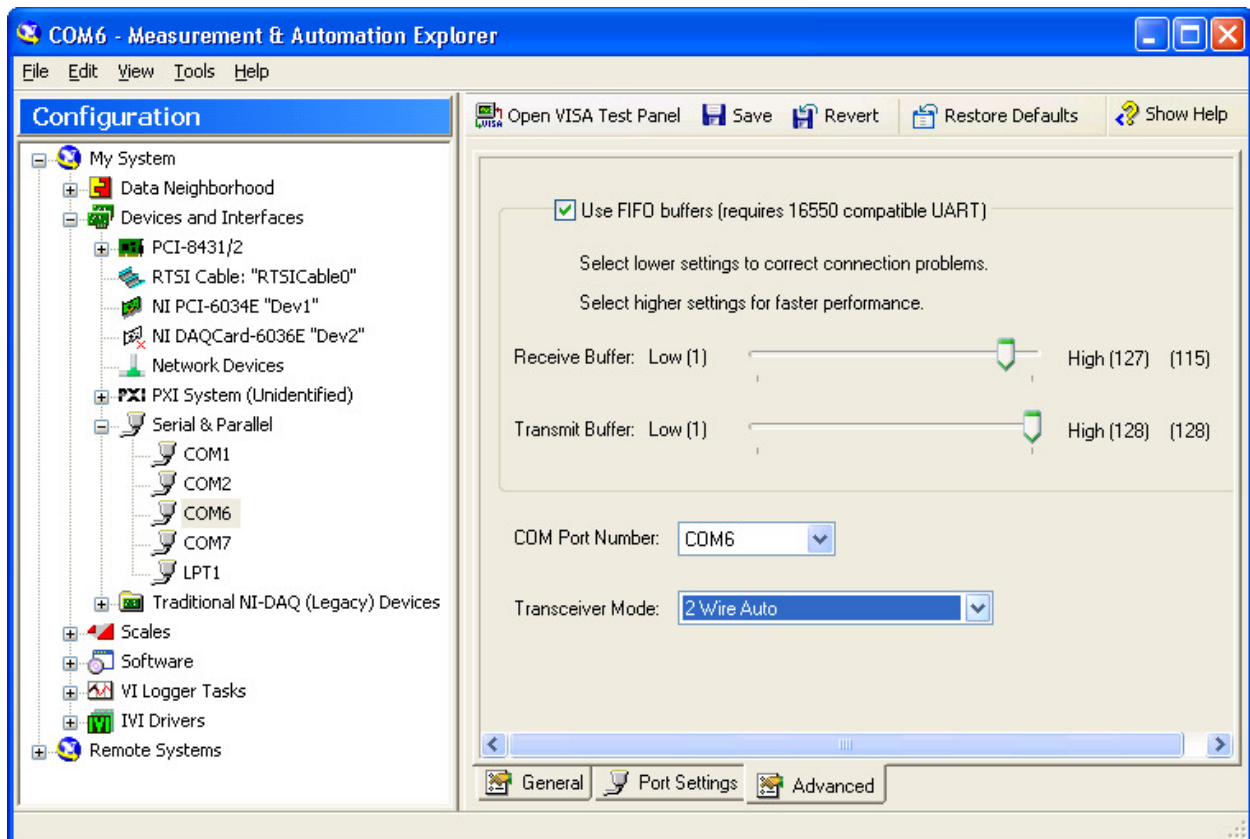 COM6 - Measurement & Automation Explorer
File Edit View Tools Help
Configuration
My System
Data Neighborhood
Devices and Interfaces
PCI-8431/2
RTSI Cable: "RTSICable0"
NI PCI-6034E "Dev1"
NI DAQCard-6036E "Dev2"
Network Devices
PXI PXI System (Unidentified)
Serial & Parallel
COM1
COM2
COM6
COM7
LPT1
Traditional NI-DAQ (Legacy) Devices
Scales
Software
VI Logger Tasks
IVI Drivers
Remote Systems
VISA Open VISA Test Panel Save Revert Restore Defaults Show Help
Use FIFO buffers (requires 16550 compatible UART)
Select lower settings to correct connection problems.
Select higher settings for faster performance.
Receive Buffer: Low (1) High (127) (115)
Transmit Buffer: Low (1) High (128) (128)
COM Port Number: COM6
Transceiver Mode: 2 Wire Auto
General Port Settings Advanced